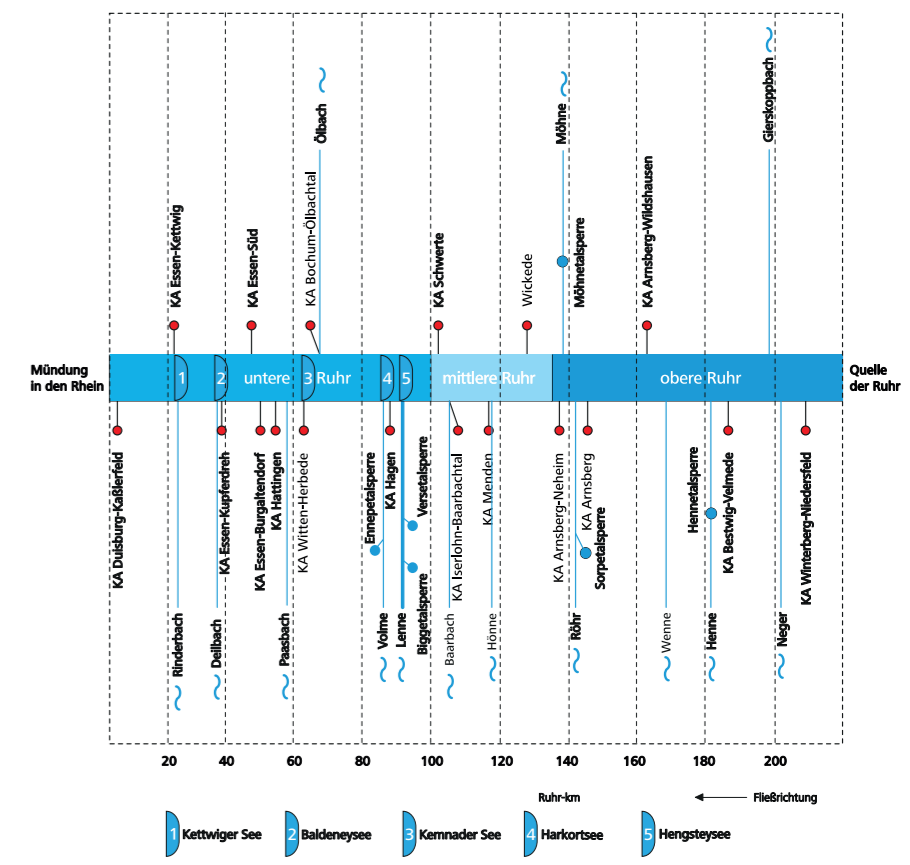 Gierskoppbach
Ölbach
Möhne
KA Essen-Kettwig
KA Essen-Süd
KA Bochum-Ölbachtal
KA Schwerte
Wickede
Möhnetalsperre
KA Arnsberg-Wildshausen
Mündung
in den Rhein
1
2
untere
3
Ruhr
4
5
mittlere Ruhr
obere Ruhr
Quelle
der Ruhr
KA Duisburg-Kaßlerfeld
Rinderbach
Deilbach
KA-Essen-Kupferdreh
KA Essen-Burgaltendorf
KA Hattingen
Paasbach
KA Witten-Herbede
Ennepetalsperre
Volme
KA Hagen
Lenne
Versetalsperre
Biggetalsperre
Baarbach
KA Iserlohn-Baarbachtal
KA Menden
Hönne
KA Arnsberg-Neheim
Röhr
KA Arnsberg
Sorpetalsperre
Wenne
Hennetalsperre
Henne
KA Bestwig-Velmede
Neger
KA Winterberg-Niedersfeld
20 40 60 80 100 120 140 160 180 200
Ruhr-km
Fließrichtung
1 Kettwiger See 2 Baldeneysee 3 Kemnader See 4 Harkortsee 5 Hengsteysee